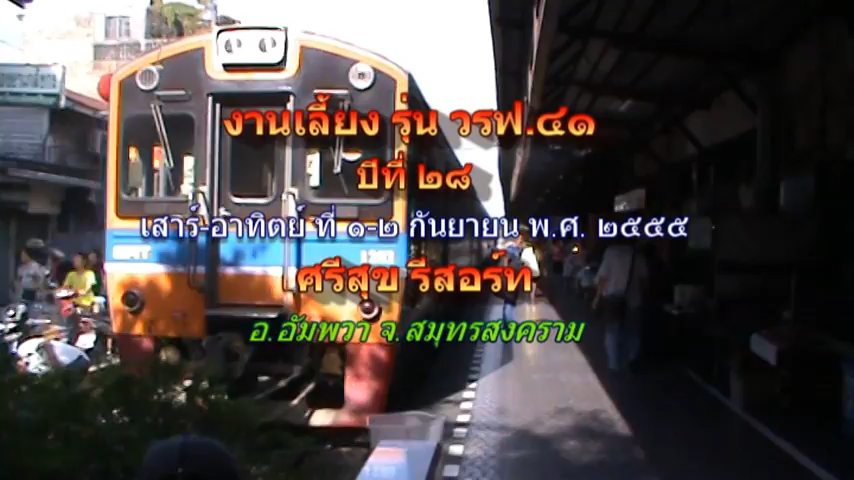 งานเลี้ยง รุ่น วรฟ.๔๑
ปีที่ ๒๘
เสาร์-อาทิตย์ ที่ ๑-๒ กันยายน พ.ศ. ๒๕๕๕
ศรีสุข รีสอร์ท
อ.อัมพวา จ.สมุทรสงคราม